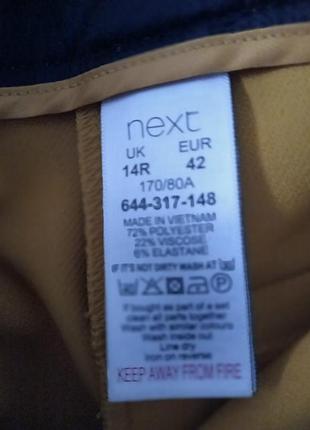 next
UK EUR
14R 42
170/80A
644-317-148
MADE IN VIETNAM
72% POLYESTER
22% VISCOSE
6% ELASTANE
IF IT'S NOT DIRTY WASH AT
If bought as part of a set
clean all parts together
Wash with similar colours
Wash inside out
Line dry
Iron on reverse
KEEP AWAY FROM FIRE